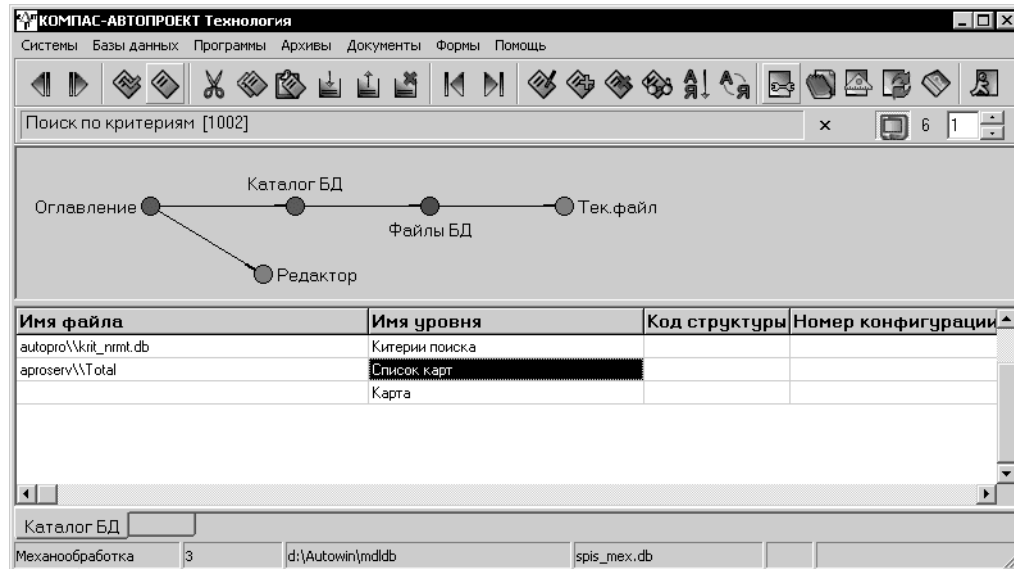 КОМПАС-АВТОПРОЕКТ Технология
Системы Базы данных Программы Архивы Документы Формы Помощь
Поиск по критериям [1002] × 6 1
Каталог БД
Оглавление Тек.файл
Файлы БД
Редактор
Имя файла Имя уровня Код структуры Номер конфигурации
autopro\\krit_nrmt.db Китерии поиска
aproserv\\Total Список карт
Карта
Каталог БД
Механообработка 3 d:\Autowin\mdldb spis_mex.db